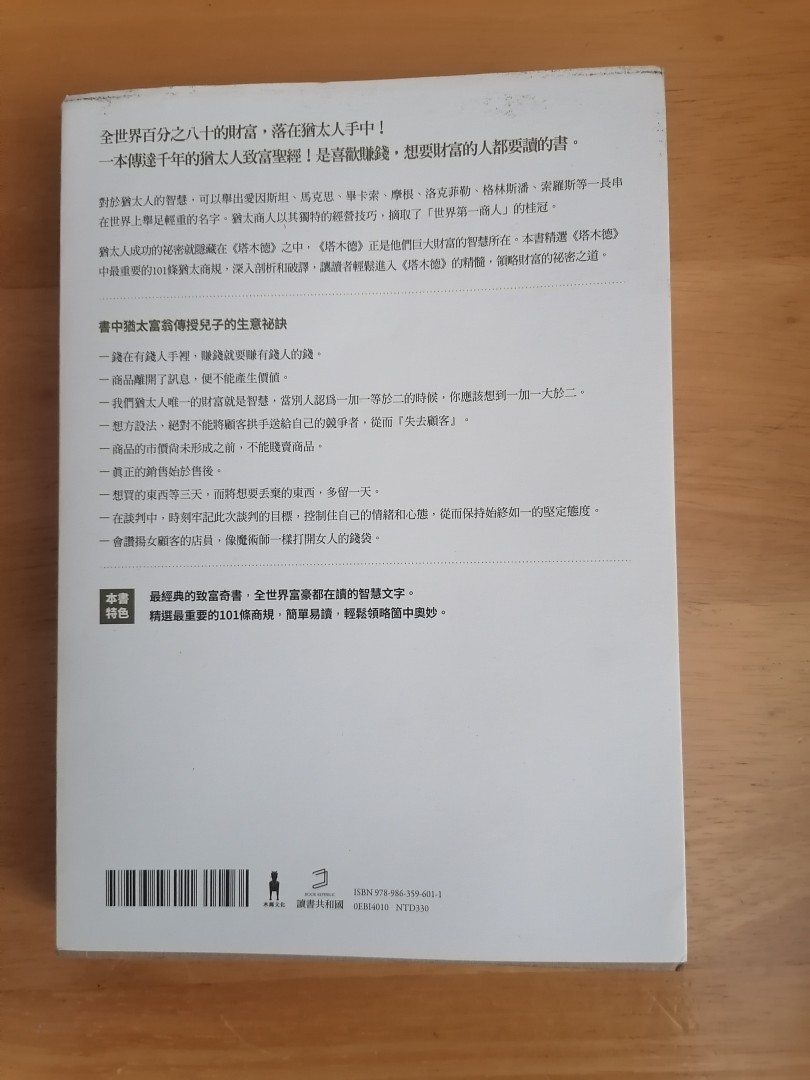 全世界百分之八十的財富，落在猶太人手中！
一本傳達千年的猶太人致富聖經！是喜歡賺錢，想要財富的人都要讀的書。
對於猶太人的智慧，可以舉出愛因斯坦、馬克思、畢卡索、摩根、洛克菲勒、格林斯潘、索羅斯等一長串
在世界上舉足輕重的名字。猶太商人以其獨特的經營技巧，摘取了「世界第一商人」的桂冠。
猶太人成功的祕密就隱藏在《塔木德》之中，《塔木德》正是他們巨大財富的智慧所在。本書精選《塔木德》
中最重要的101條猶太商規，深入剖析和破譯，讓讀者輕鬆進入《塔木德》的精髓，領略財富的祕密之道。
書中猶太富翁傳授兒子的生意祕訣
— 錢在有錢人手裡，賺錢就要賺有錢人的錢。
— 商品離開了訊息，便不能產生價值。
— 我們猶太人唯一的財富就是智慧，當別人認為一加一等於二的時候，你應該想到一加一大於二。
— 想方設法，絕對不能將顧客拱手送給自己的競爭者，從而『失去顧客』。
— 商品的市價尚未形成之前，不能賤賣商品。
— 真正的銷售始於售後。
— 想買的東西等三天，而將想要丟棄的東西，多留一天。
— 在談判中，時刻牢記此次談判的目標，控制住自己的情緒和心態，從而保持始終如一的堅定態度。
— 會讚揚女顧客的店員，像魔術師一樣打開女人的錢袋。
本書
特色
最經典的致富奇書，全世界富豪都在讀的智慧文字。
精選最重要的101條商規，簡單易讀，輕鬆領略箇中奧妙。
木馬文化
BOOK REPUBLIC
讀書共和國
ISBN 978-986-359-601-1
0EBI4010 NTD330